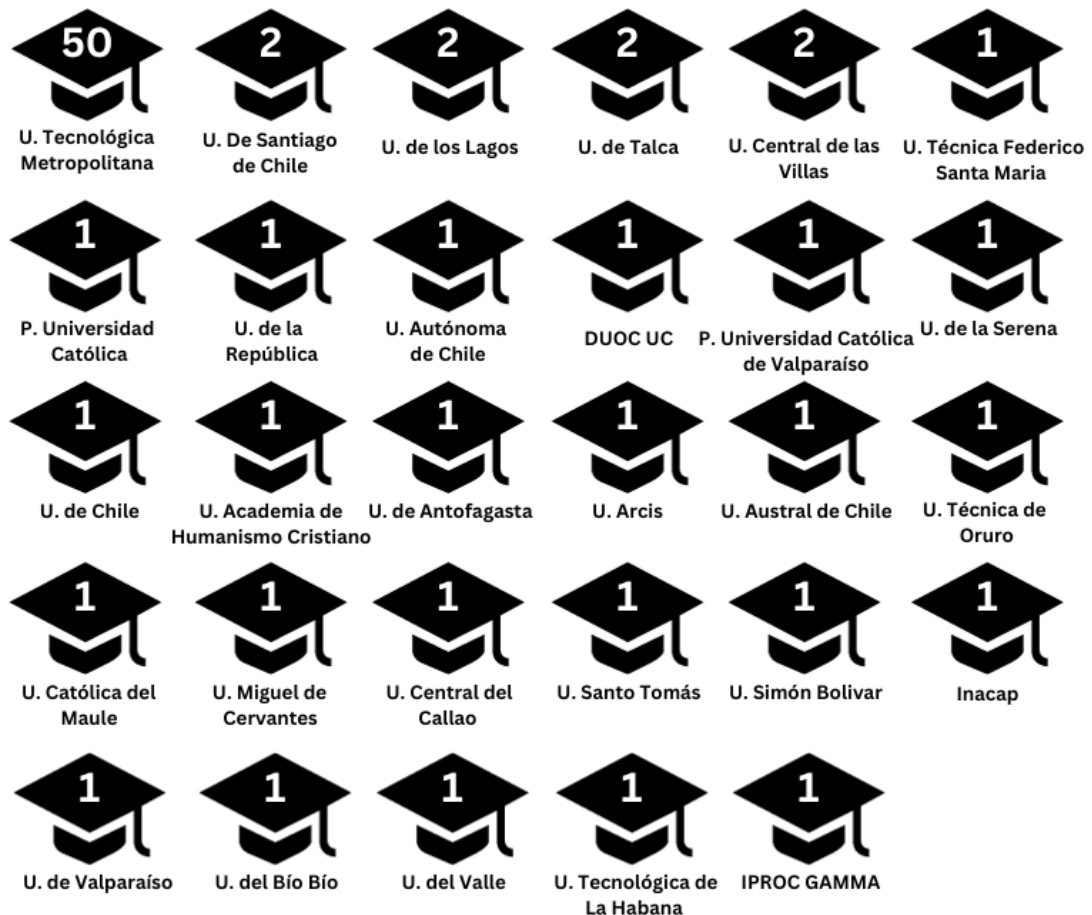 50
U. Tecnológica
Metropolitana
2
U. De Santiago
de Chile
2
U. de los Lagos
2
U. de Talca
2
U. Central de las
Villas
1
U. Técnica Federico
Santa Maria
1
P. Universidad
Católica
1
U. de la
República
1
U. Autónoma
de Chile
1
DUOC UC
1
P. Universidad Católica
de Valparaíso
1
U. de la Serena
1
U. de Chile
1
U. Academia de
Humanismo Cristiano
1
U. de Antofagasta
1
U. Arcis
1
U. Austral de Chile
1
U. Técnica de
Oruro
1
U. Católica del
Maule
1
U. Miguel de
Cervantes
1
U. Central del
Callao
1
U. Santo Tomás
1
U. Simón Bolivar
1
Inacap
1
U. de Valparaíso
1
U. del Bío Bío
1
U. del Valle
1
U. Tecnológica de
La Habana
1
IPROC GAMMA